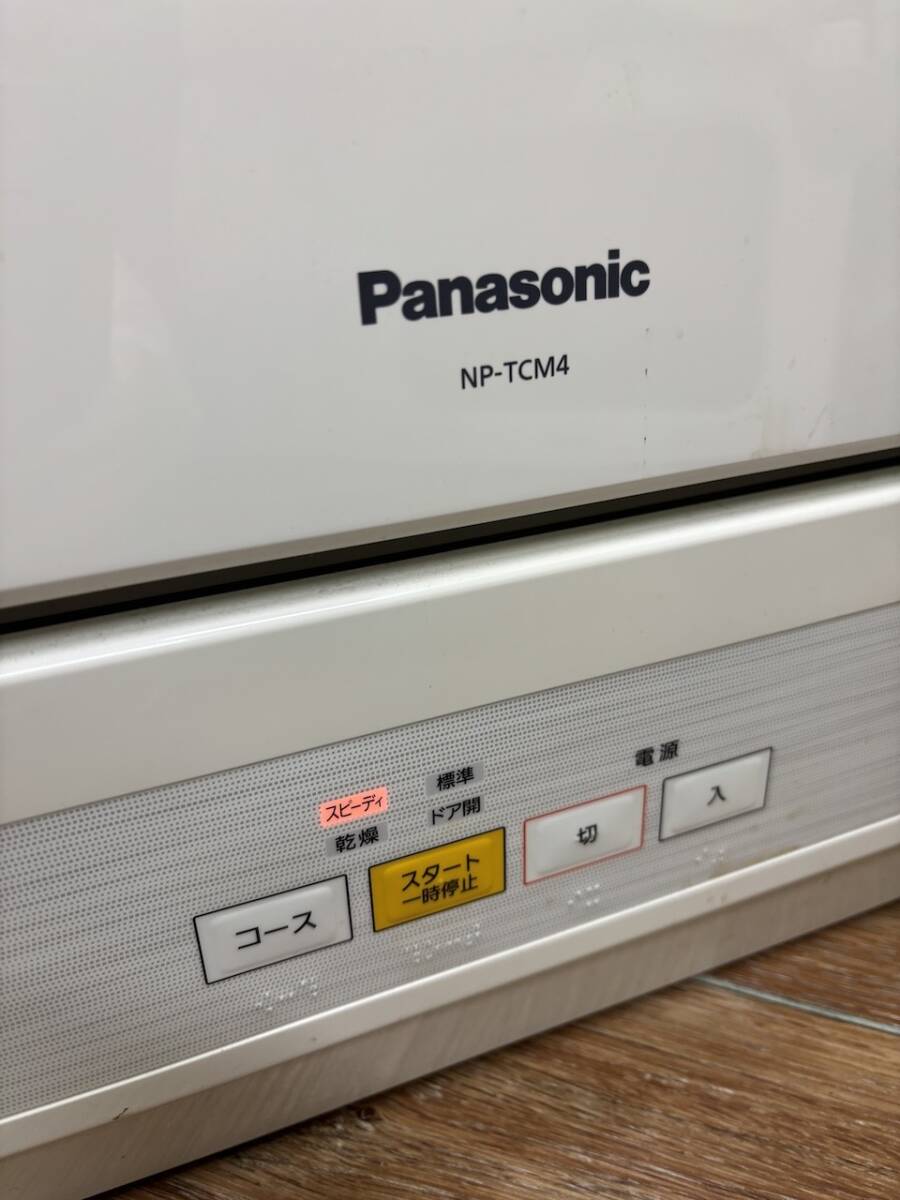 Panasonic
NP-TCM4
電源
標準
スピーディ
ドア開
乾燥
入
切
スタート
一時停止
コース